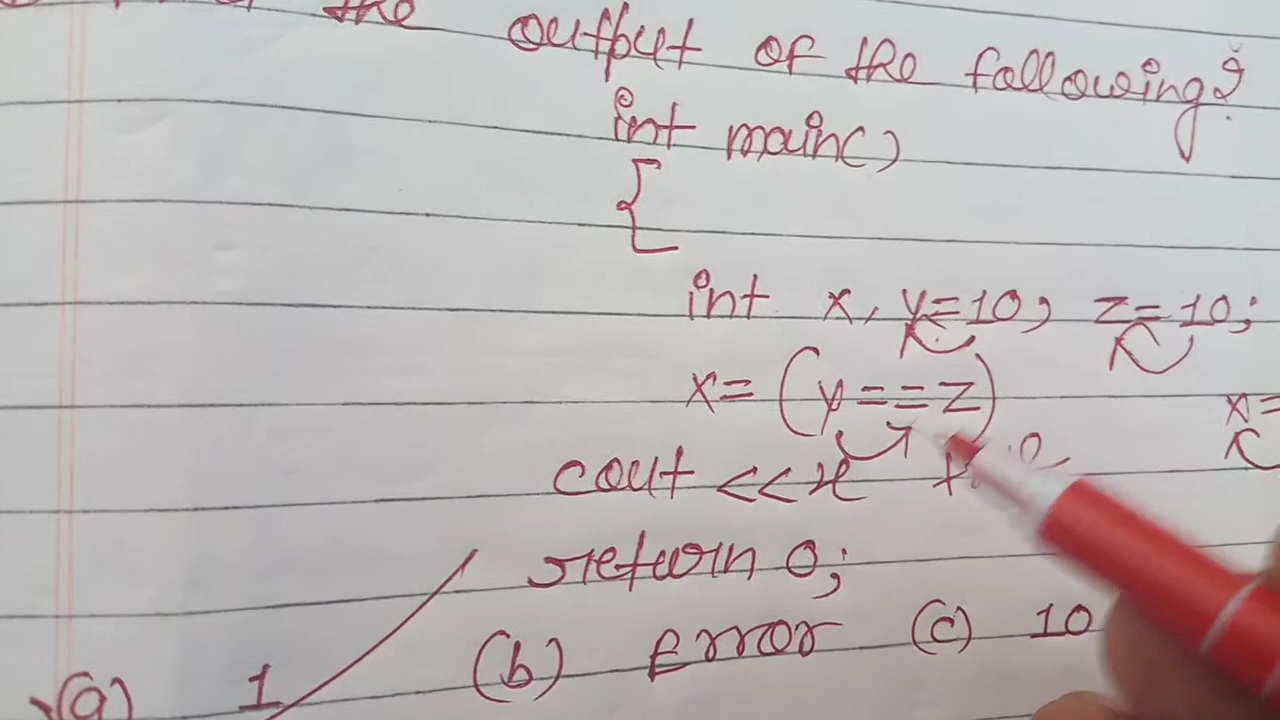 the output of the following?
int main()
{
int x, y=10, z=10;
x= (y==z)
cout <<x
return 0;
(a) 1 (b) Error (c) 10
x=